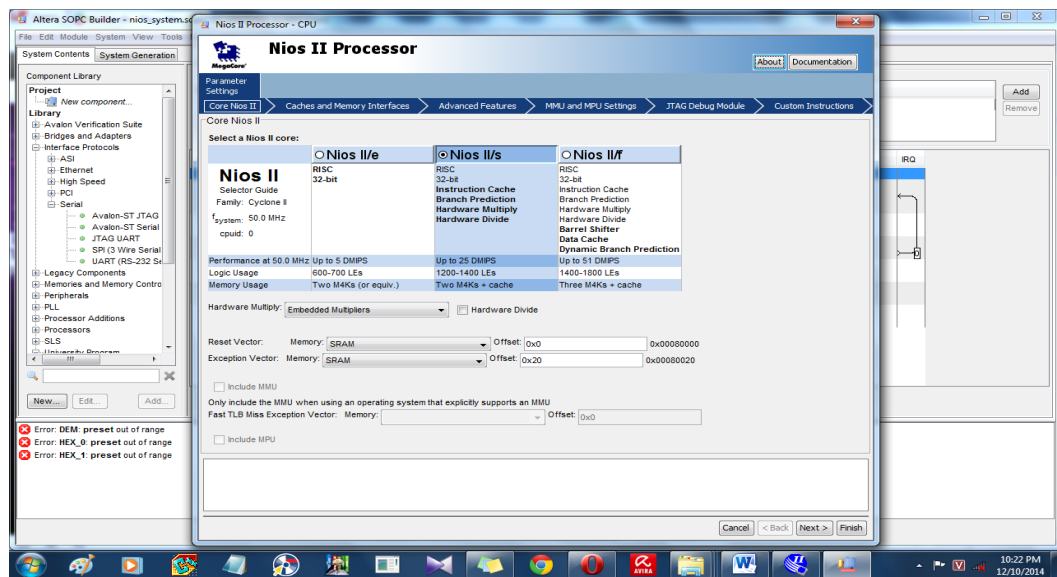 Altera SOPC Builder - nios_system.so
File Edit Module System View Tools
System Contents System Generation
Component Library
Project
New component...
Library
Avalon Verification Suite
Bridges and Adapters
Interface Protocols
ASI
Ethernet
High Speed
PCI
Serial
Avalon-ST JTAG
Avalon-ST Serial
JTAG UART
SPI (3 Wire Serial
UART (RS-232 Se
Legacy Components
Memories and Memory Contro
Peripherals
PLL
Processor Additions
Processors
SLS
University Program
New... Edit... Add...
Error: DEM: preset out of range
Error: HEX_0: preset out of range
Error: HEX_1: preset out of range
Nios II Processor - CPU
MegaCore'
Nios II Processor
About Documentation
Parameter
Settings
Core Nios II Caches and Memory Interfaces Advanced Features MMU and MPU Settings JTAG Debug Module Custom Instructions
Core Nios II
Select a Nios II core:
Nios II/e Nios II/s Nios II/f
Nios II
Selector Guide
Family: Cyclone II
fsystem: 50.0 MHz
cpuid: 0
RISC
32-bit
RISC
32-bit
Instruction Cache
Branch Prediction
Hardware Multiply
Hardware Divide
RISC
32-bit
Instruction Cache
Branch Prediction
Hardware Multiply
Hardware Divide
Barrel Shifter
Data Cache
Dynamic Branch Prediction
Performance at 50.0 MHz Up to 5 DMIPS Up to 25 DMIPS Up to 51 DMIPS
Logic Usage 600-700 LEs 1200-1400 LEs 1400-1800 LEs
Memory Usage Two M4Ks (or equiv.) Two M4Ks + cache Three M4Ks + cache
Hardware Multiply: Embedded Multipliers Hardware Divide
Reset Vector: Memory: SRAM Offset: 0x0 0x00080000
Exception Vector: Memory: SRAM Offset: 0x20 0x00080020
Include MMU
Only include the MMU when using an operating system that explicitly supports an MMU
Fast TLB Miss Exception Vector: Memory: Offset: 0x0
Include MPU
Cancel < Back Next > Finish
Add
Remove
IRQ
AVIRA
10:22 PM
12/10/2014